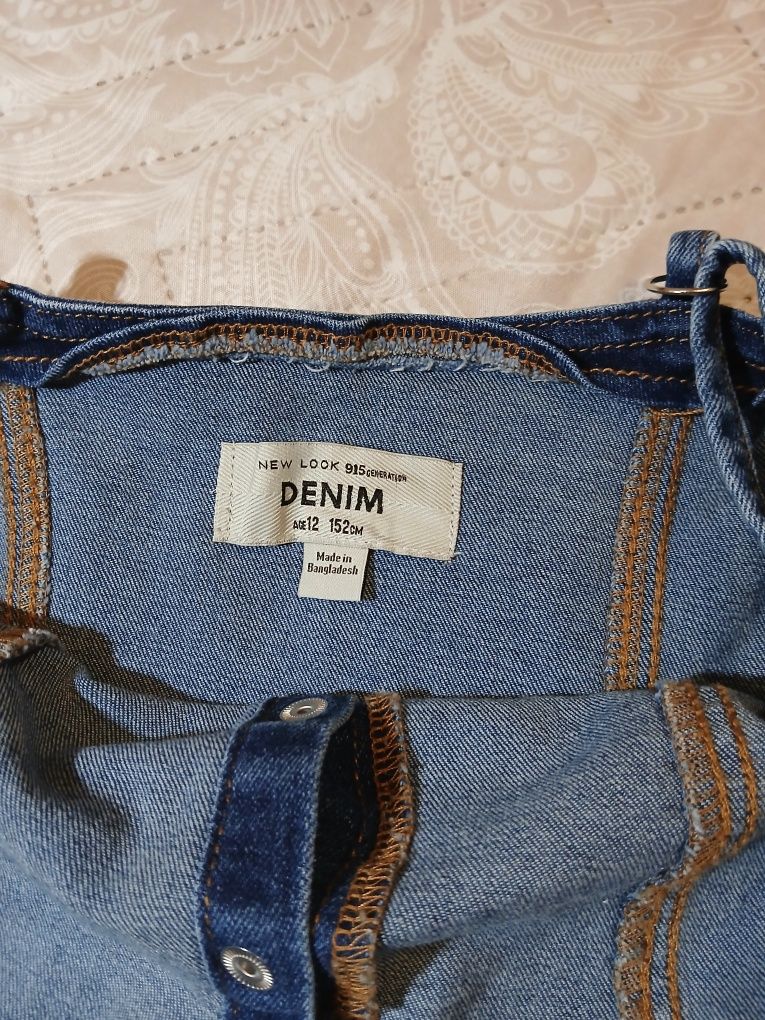 NEW LOOK 915 GENERATION
DENIM
AGE 12 152CM
Made in
Bangladesh